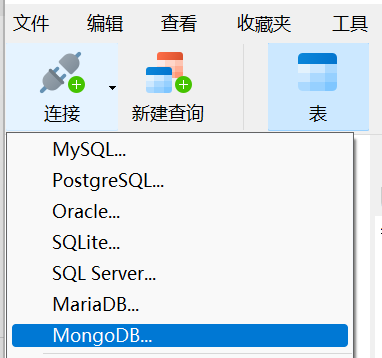 文件 编辑 查看 收藏夹 工具
连接 新建查询 表
MySQL...
PostgreSQL...
Oracle...
SQLite...
SQL Server...
MariaDB...
MongoDB...